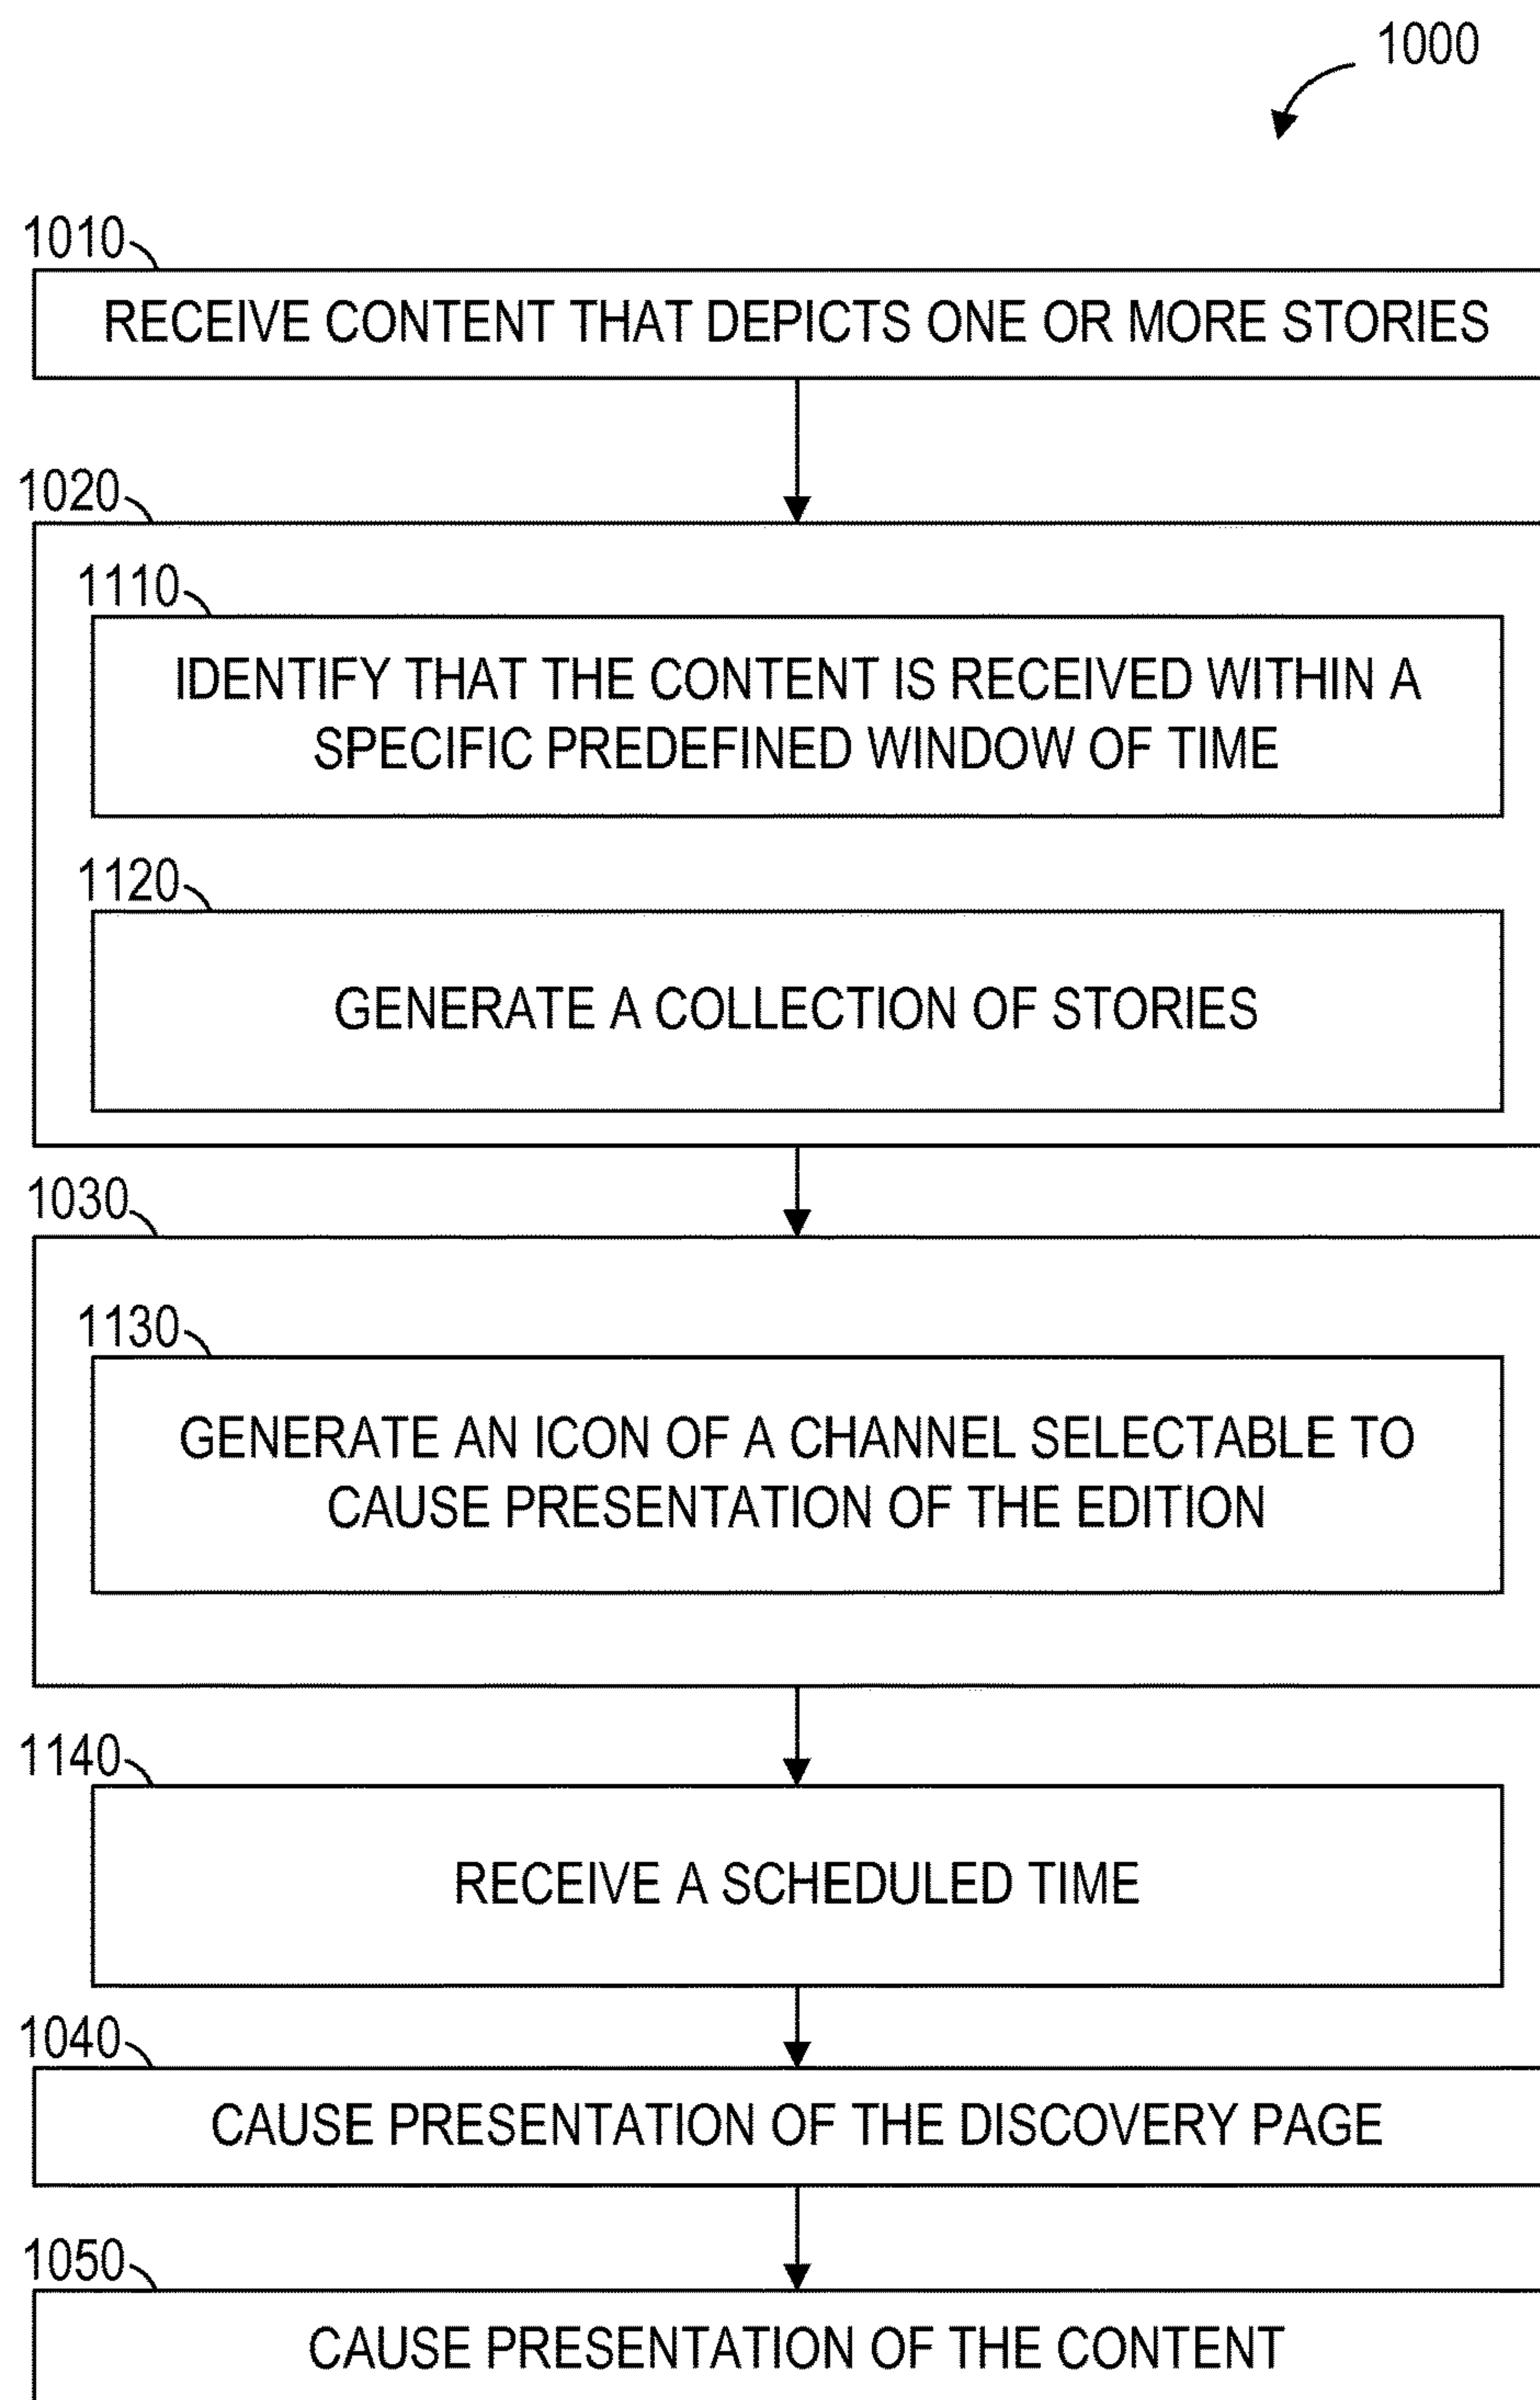 1000
1010
RECEIVE CONTENT THAT DEPICTS ONE OR MORE STORIES
1020
1110
IDENTIFY THAT THE CONTENT IS RECEIVED WITHIN A
SPECIFIC PREDEFINED WINDOW OF TIME
1120
GENERATE A COLLECTION OF STORIES
1030
1130
GENERATE AN ICON OF A CHANNEL SELECTABLE TO
CAUSE PRESENTATION OF THE EDITION
1140
RECEIVE A SCHEDULED TIME
1040
CAUSE PRESENTATION OF THE DISCOVERY PAGE
1050
CAUSE PRESENTATION OF THE CONTENT